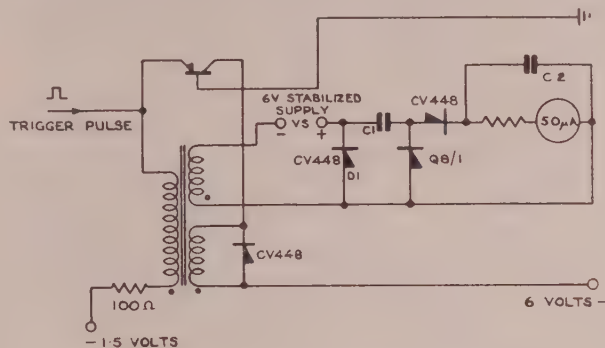 TRIGGER PULSE
6V STABILIZED
SUPPLY
- VS +
CV448
D1
C1
CV448
Q8/1
C2
50µA
CV448
100Ω
-1.5 VOLTS
6 VOLTS -